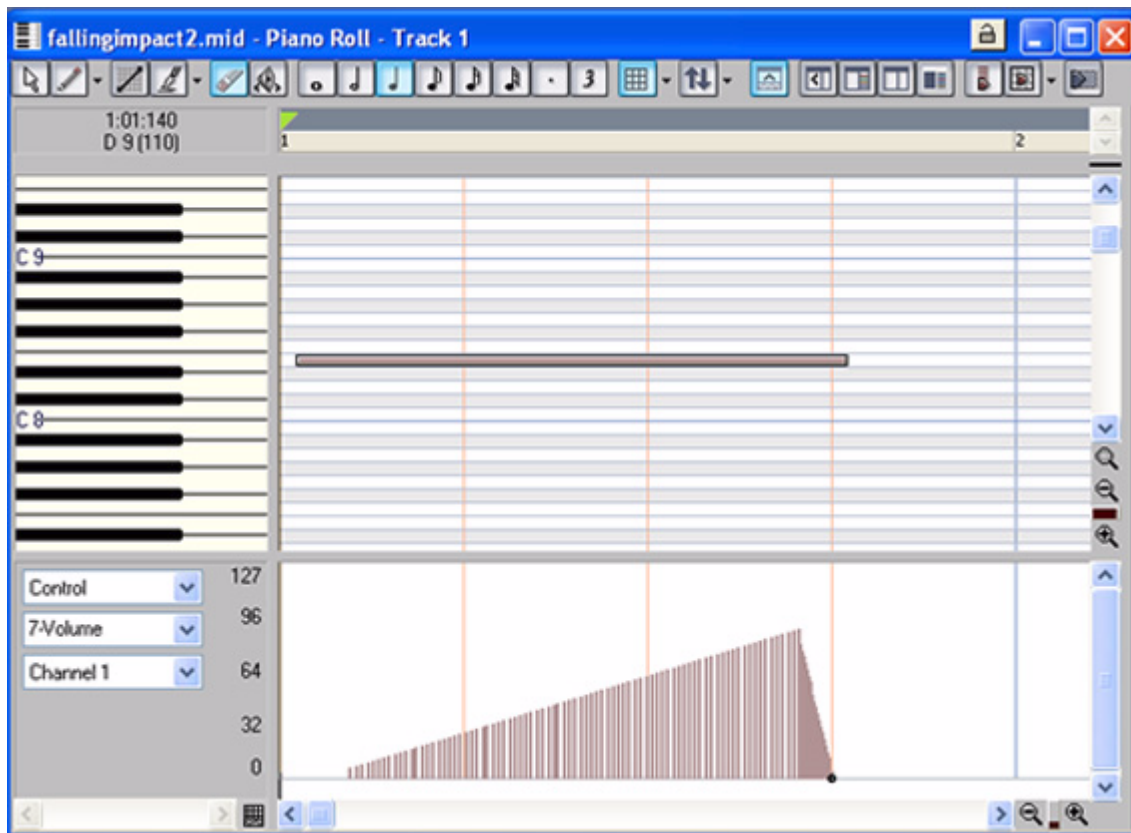 fallingimpact2.mid - Piano Roll - Track 1
3
1:01:140
D 9 (110)
1
2
C 9
C 8
Control
7-Volume
Channel 1
127
96
64
32
0